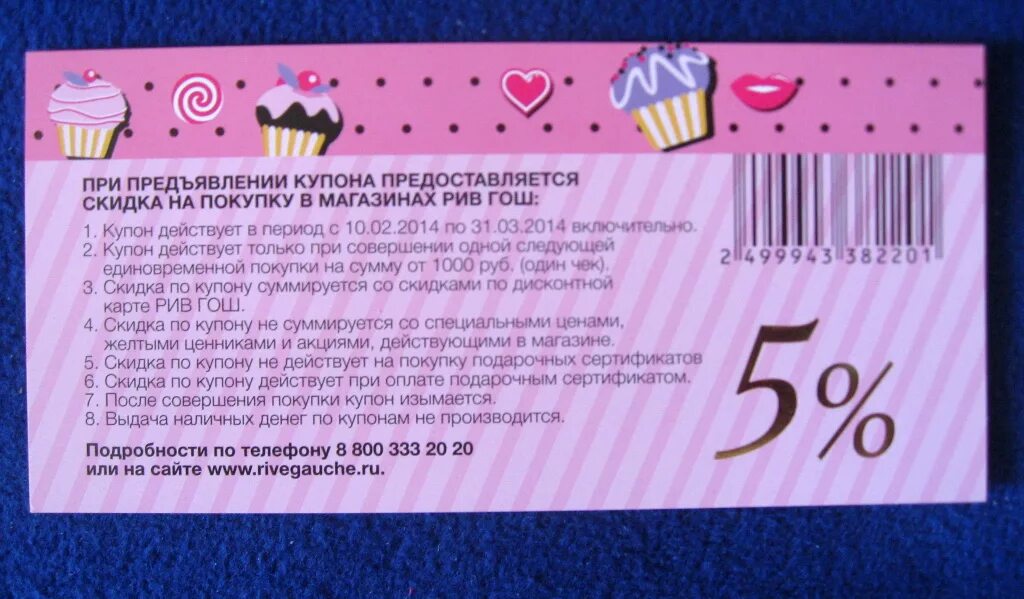 ПРИ ПРЕДЪЯВЛЕНИИ КУПОНА ПРЕДОСТАВЛЯЕТСЯ
СКИДКА НА ПОКУПКУ В МАГАЗИНАХ РИВ ГОШ:
1. Купон действует в период с 10.02.2014 по 31.03.2014 включительно.
2. Купон действует только при совершении одной следующей
единовременной покупки на сумму от 1000 руб. (один чек).
3. Скидка по купону суммируется со скидками по дисконтной
карте РИВ ГОШ.
4. Скидка по купону не суммируется со специальными ценами,
желтыми ценниками и акциями, действующими в магазине.
5. Скидка по купону не действует на покупку подарочных сертификатов
6. Скидка по купону действует при оплате подарочным сертификатом.
7. После совершения покупки купон изымается.
8. Выдача наличных денег по купонам не производится.
Подробности по телефону 8 800 333 20 20
или на сайте www.rivegauche.ru.
2 499943 382201
5%